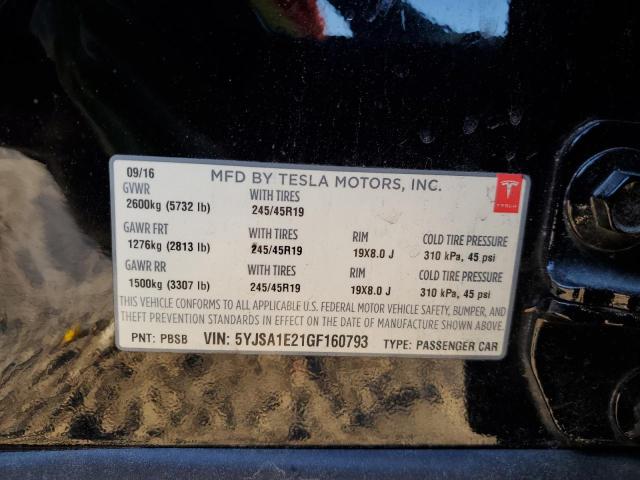 09/16 MFD BY TESLA MOTORS, INC.
GVWR WITH TIRES
2600kg (5732 lb) 245/45R19
TESLA
GAWR FRT WITH TIRES RIM COLD TIRE PRESSURE
1276kg (2813 lb) 245/45R19 19X8.0 J 310 kPa, 45 psi
GAWR RR WITH TIRES RIM COLD TIRE PRESSURE
1500kg (3307 lb) 245/45R19 19X8.0 J 310 kPa, 45 psi
THIS VEHICLE CONFORMS TO ALL APPLICABLE U.S. FEDERAL MOTOR VEHICLE SAFETY, BUMPER, AND
THEFT PREVENTION STANDARDS IN EFFECT ON THE DATE OF MANUFACTURE SHOWN ABOVE.
PNT: PBSB VIN: 5YJSA1E21GF160793 TYPE: PASSENGER CAR